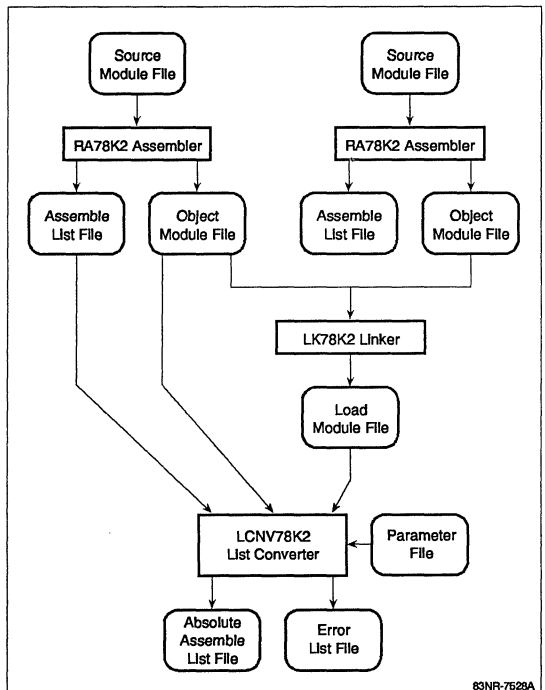 Source
Module File
Source
Module File
RA78K2 Assembler
RA78K2 Assembler
Assemble
List File
Object
Module File
Assemble
List File
Object
Module File
LK78K2 Linker
Load
Module File
LCNV78K2
List Converter
Parameter
File
Absolute
Assemble
List File
Error
List File
83NR-7528A